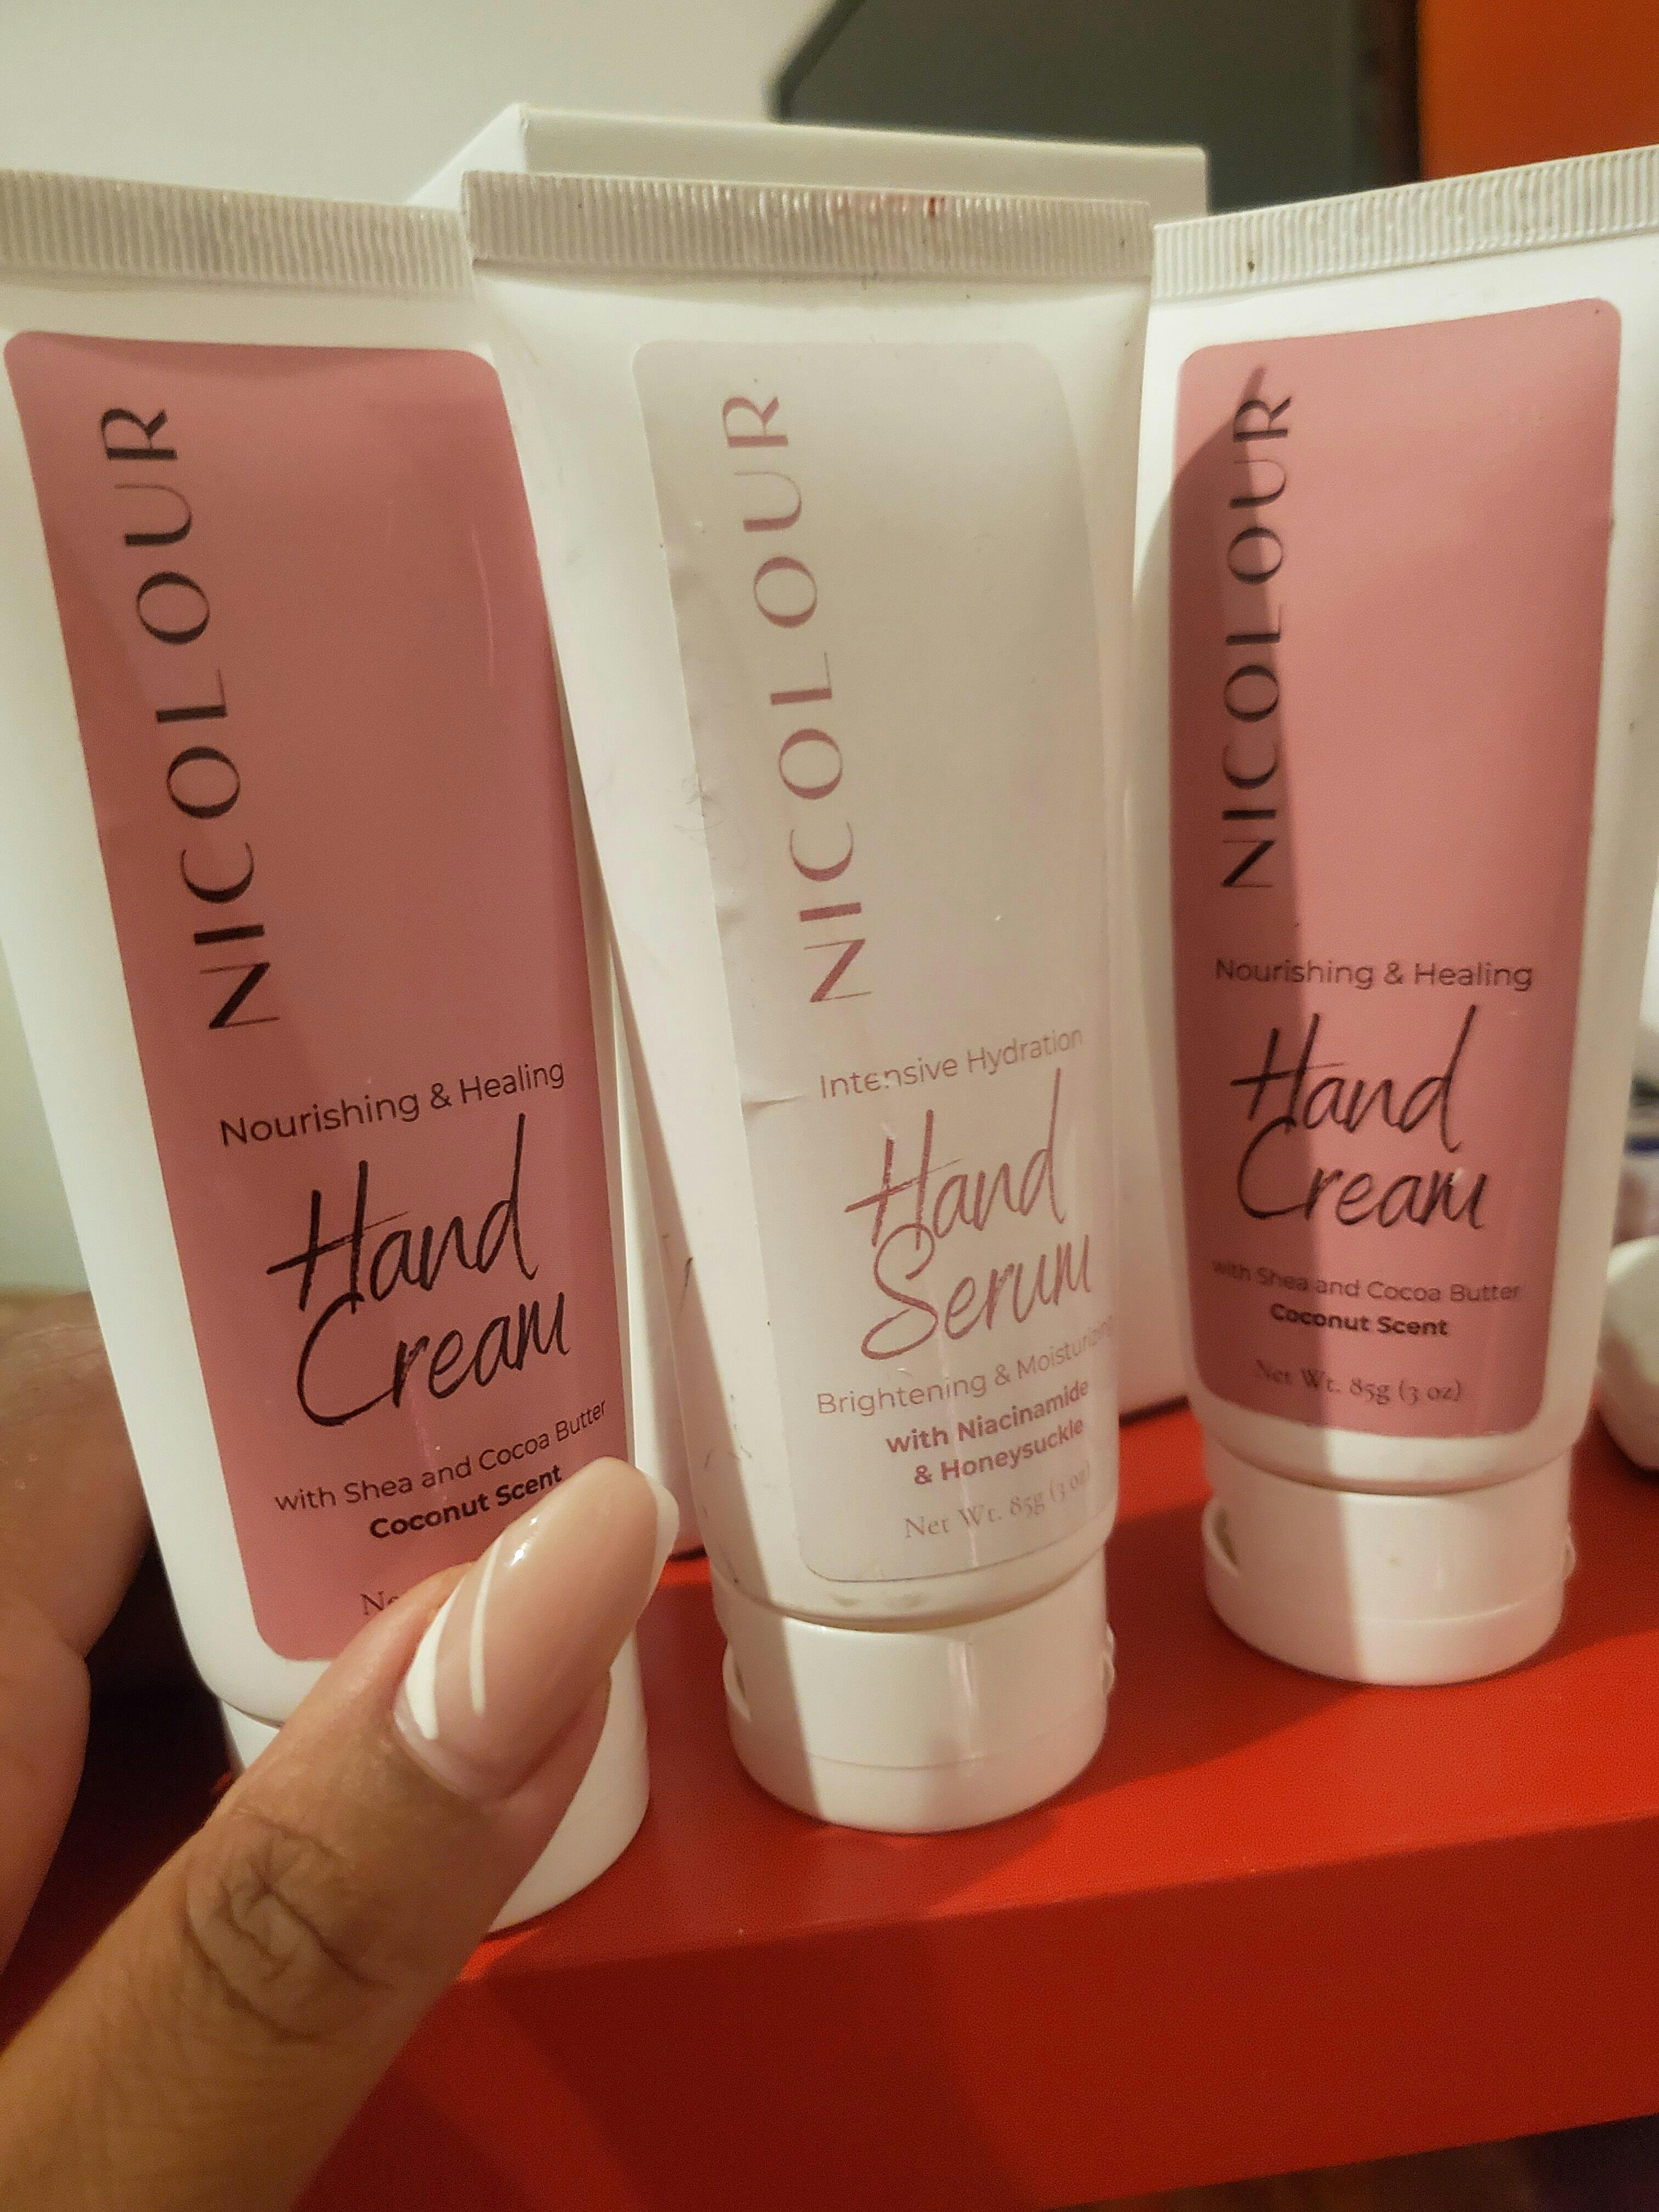 NICOLOUR
Nourishing & Healing
Hand
Cream
with Shea and Cocoa Butter
Coconut Scent
NICOLOUR
Intensive Hydration
Hand
Serum
Brightening & Moisturizing
with Niacinamide
& Honeysuckle
Net Wt. 85g (3 oz)
NICOLOUR
Nourishing & Healing
Hand
Cream
with Shea and Cocoa Butter
Coconut Scent
Net Wt. 85g (3 oz)